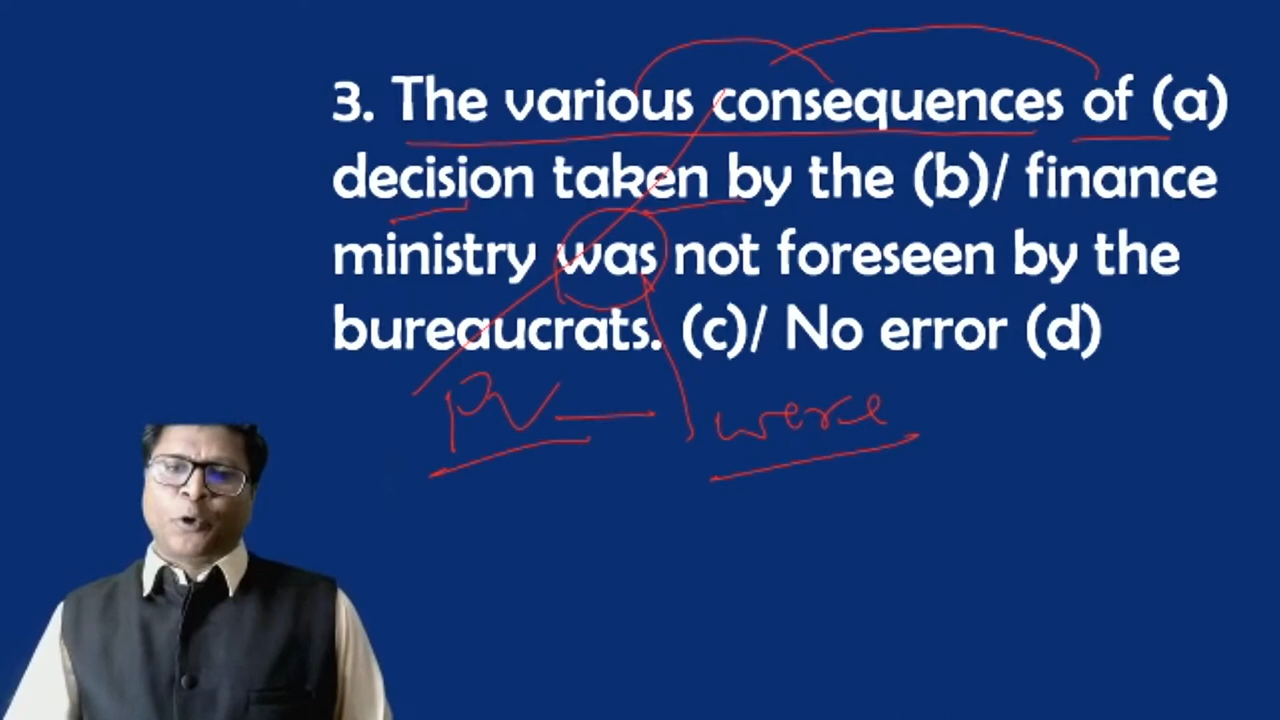 3. The various consequences of (a)
decision taken by the (b)/ finance
ministry was not foreseen by the
bureaucrats. (c)/ No error (d)
PV were